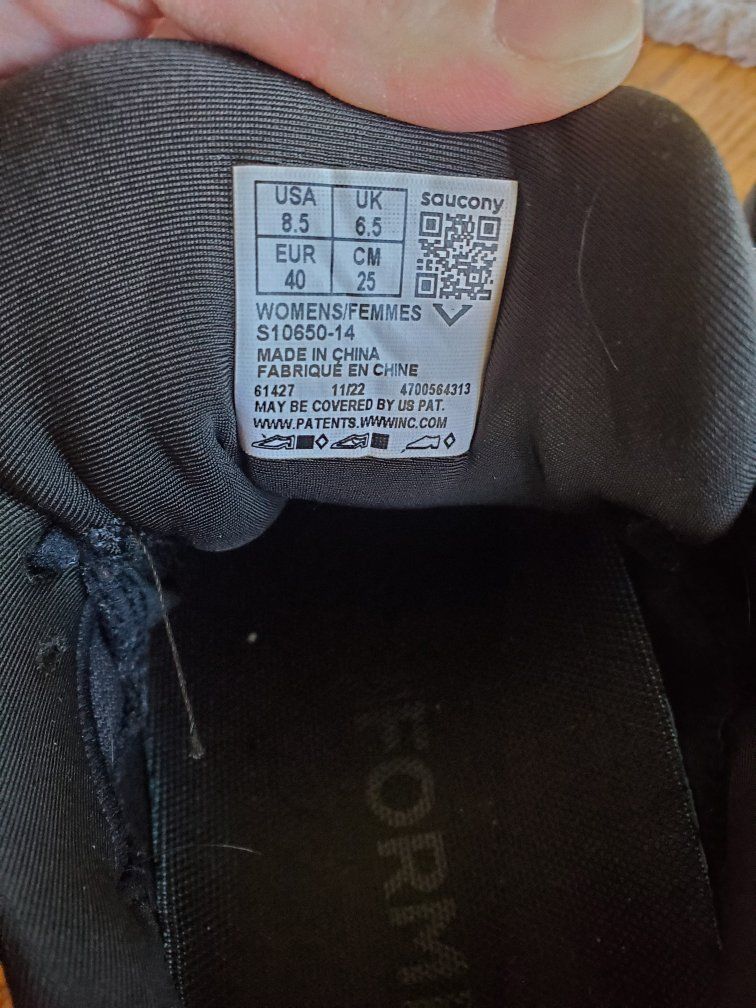 USA UK saucony
8.5 6.5
EUR CM
40 25
WOMENS/FEMMES
S10650-14
MADE IN CHINA
FABRIQUÉ EN CHINE
61427 11/22 4700564313
MAY BE COVERED BY US PAT.
WWW.PATENTS.WWWINC.COM
FORM